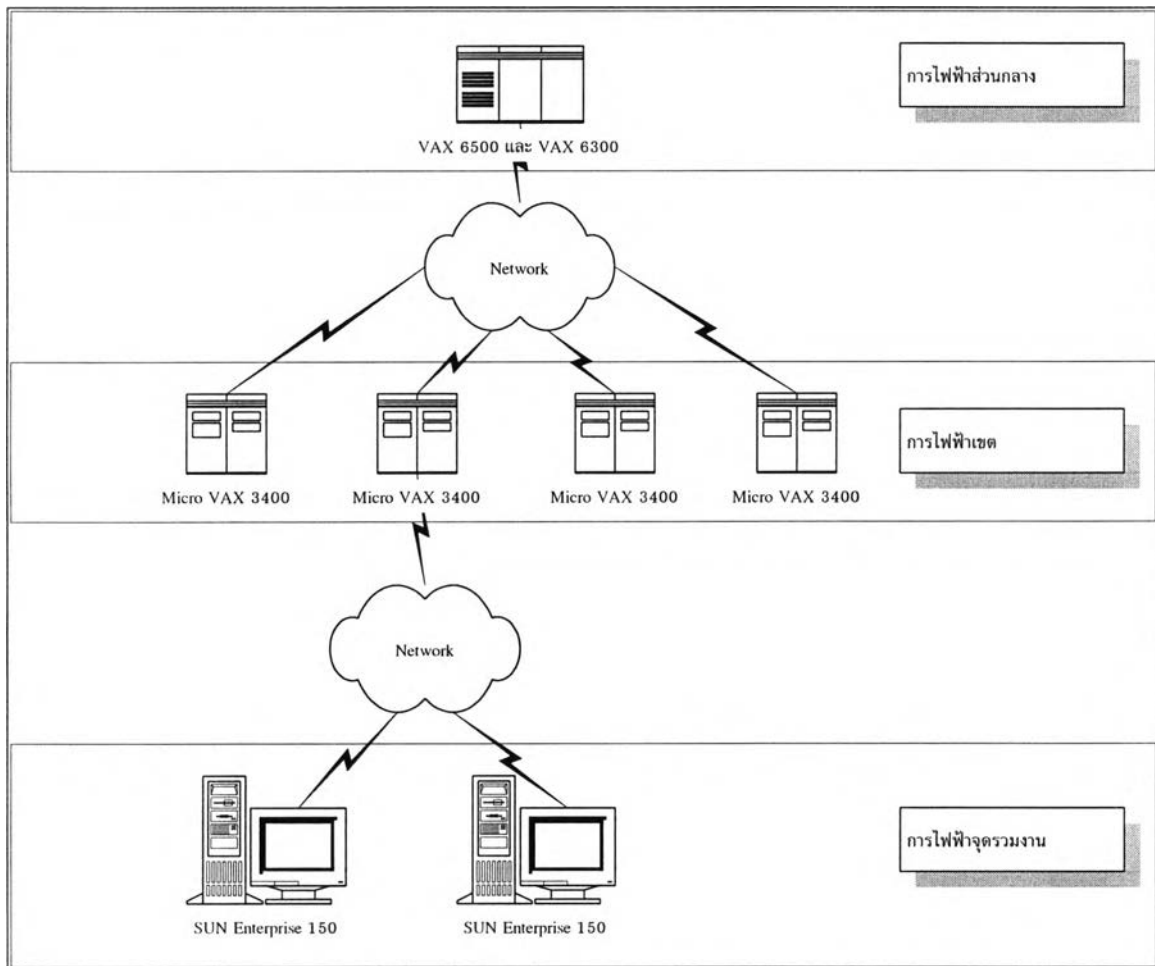 การไฟฟ้าส่วนกลาง
VAX 6500 และ VAX 6300
Network
การไฟฟ้าเขต
Micro VAX 3400
Micro VAX 3400
Micro VAX 3400
Micro VAX 3400
Network
การไฟฟ้าจุดรวมงาน
SUN Enterprise 150
SUN Enterprise 150